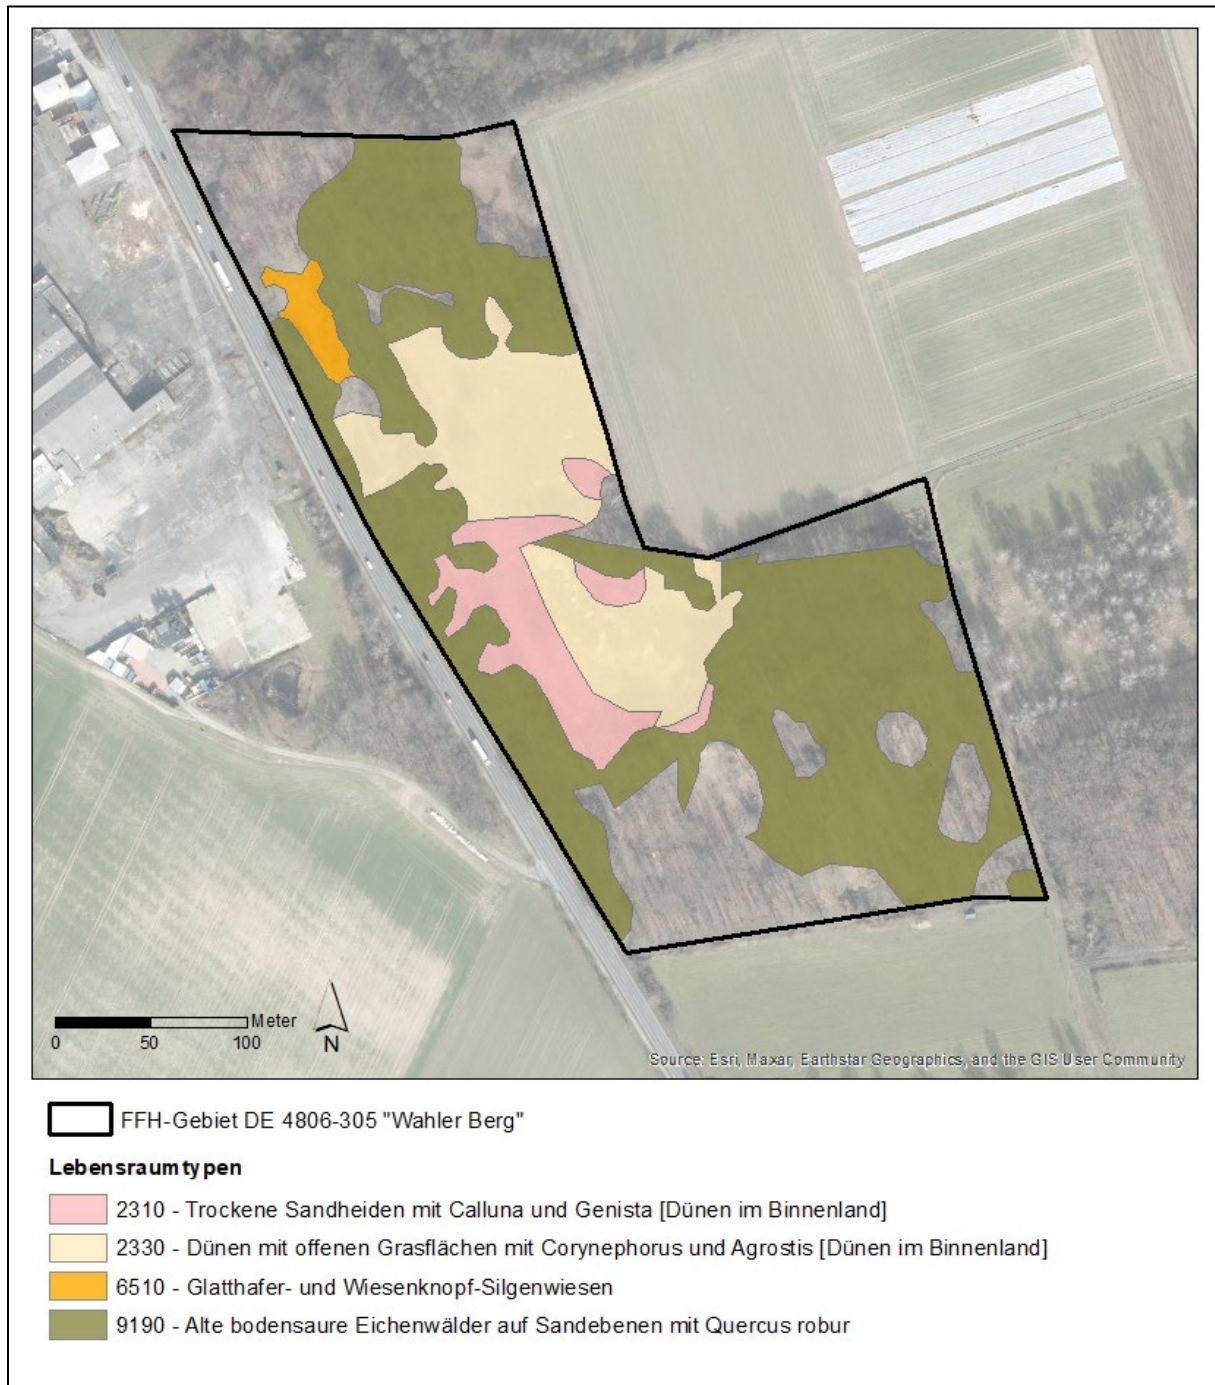 Meter
0 50 100
N
Source: Esri, Maxar, Earthstar Geographics, and the GIS User Community
FFH-Gebiet DE 4806-305 "Wahler Berg"
Lebensraumtypen
2310 - Trockene Sandheiden mit Calluna und Genista [Dünen im Binnenland]
2330 - Dünen mit offenen Grasflächen mit Corynephorus und Agrostis [Dünen im Binnenland]
6510 - Glatthafer- und Wiesenknopf-Silgenwiesen
9190 - Alte bodensaure Eichenwälder auf Sandebenen mit Quercus robur